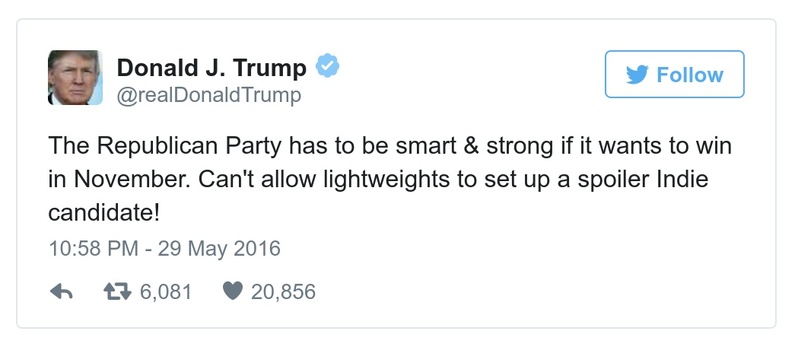 Donald J. Trump
@realDonaldTrump
Follow
The Republican Party has to be smart & strong if it wants to win
in November. Can't allow lightweights to set up a spoiler Indie
candidate!
10:58 PM - 29 May 2016
6,081 20,856